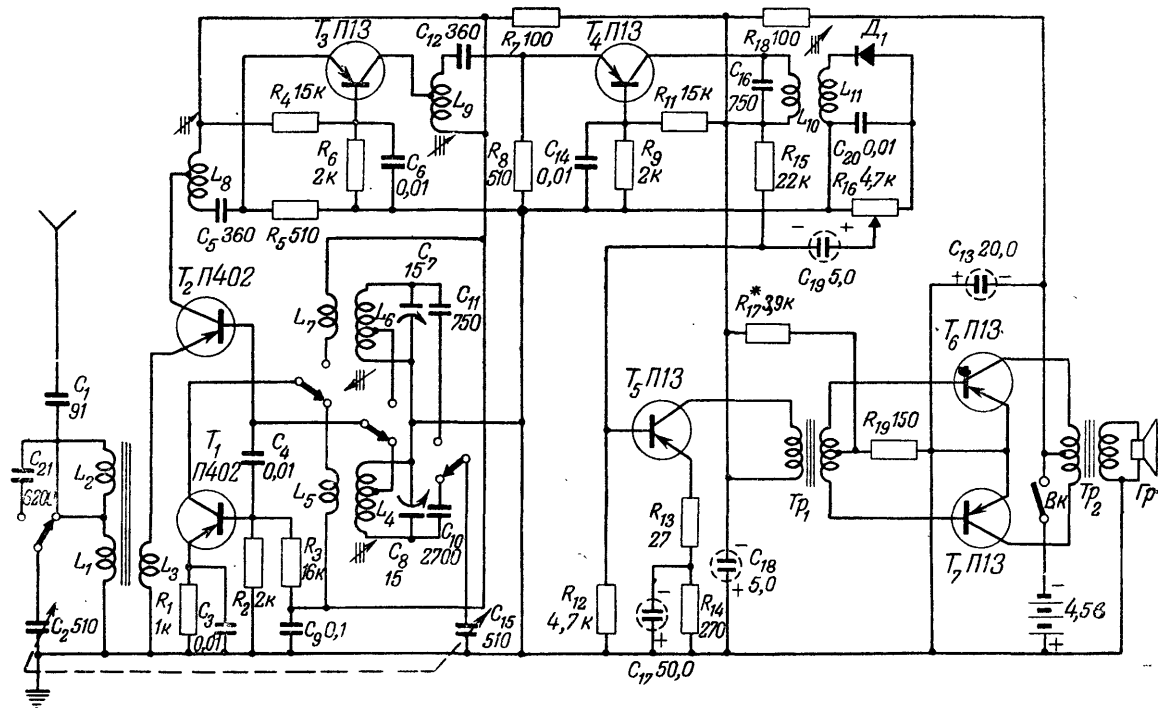 T₃ П13
C₁₂ 360
R₇ 100
T₄ П13
R₁₈ 100
Д₁
R₄ 15к
L₉
C₁₆
750
L₁₀
L₁₁
R₁₁ 15к
R₆
2к
C₆
0,01
R₈
510
C₁₄
0,01
R₉
2к
R₁₅
22к
C₂₀ 0,01
R₁₆ 4,7к
L₈
C₅ 360
R₅ 510
- +
C₁₉ 5,0
C₁₃ 20,0
+ -
T₂ П402
C₇
15
C₁₁
750
L₇
L₆
R₁₇* 3,9к
T₆ П13
C₁
91
T₅ П13
R₁₉ 150
C₂₁
L₂
T₁
П402
C₄
0,01
L₅
L₄
Тр₁
Вк
Тр₂
Гр
L₁
L₃
R₁
1к
C₃
0,01
R₂ 2к
R₃
16к
C₈
15
C₁₀
2700
R₁₃
27
T₇ П13
C₂ 510
C₉ 0,1
C₁₅
510
R₁₂
4,7к
-
+
C₁₇ 50,0
R₁₄
270
-
+
C₁₈
5,0
-
+
4,5в